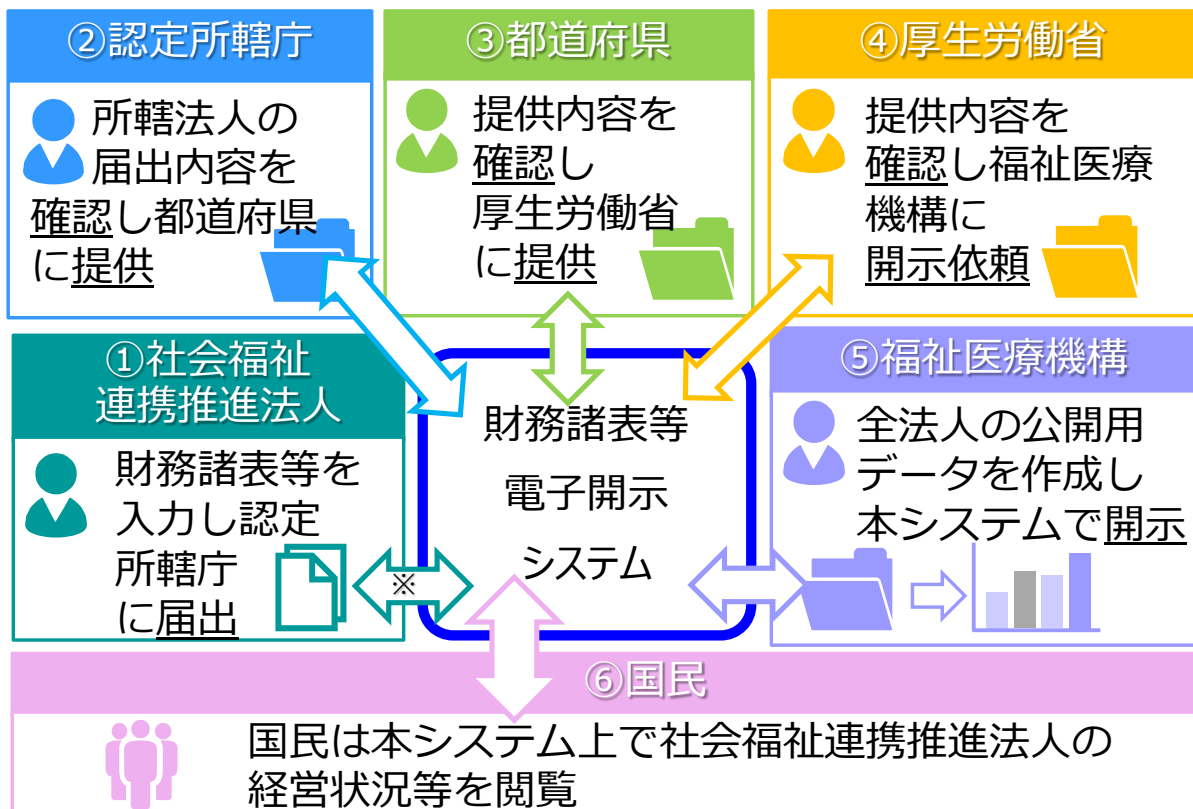 ②認定所轄庁
所轄法人の
届出内容を
確認し都道府県
に提供
③都道府県
提供内容を
確認し
厚生労働省
に提供
④厚生労働省
提供内容を
確認し福祉医療
機構に
開示依頼
①社会福祉
連携推進法人
財務諸表等を
入力し認定
所轄庁
に届出
※
財務諸表等
電子開示
システム
⑤福祉医療機構
全法人の公開用
データを作成し
本システムで開示
⑥国民
国民は本システム上で社会福祉連携推進法人の
経営状況等を閲覧